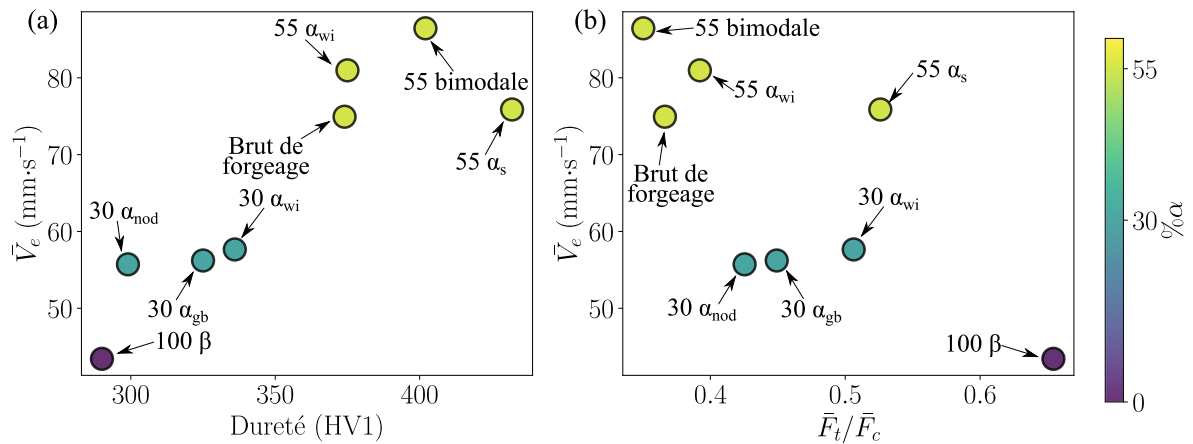 (a)
55 αwi
55 bimodale
Brut de
forgeage
55 αs
30 αnod
30 αwi
30 αgb
100 β
80
70
60
50
V̄e (mm·s−1)
300
350
400
Dureté (HV1)
(b)
55 bimodale
55 αwi
55 αs
Brut de
forgeage
30 αwi
30 αnod
30 αgb
100 β
80
70
60
50
V̄e (mm·s−1)
0.4
0.5
0.6
F̄t/F̄c
55
30
0
%α